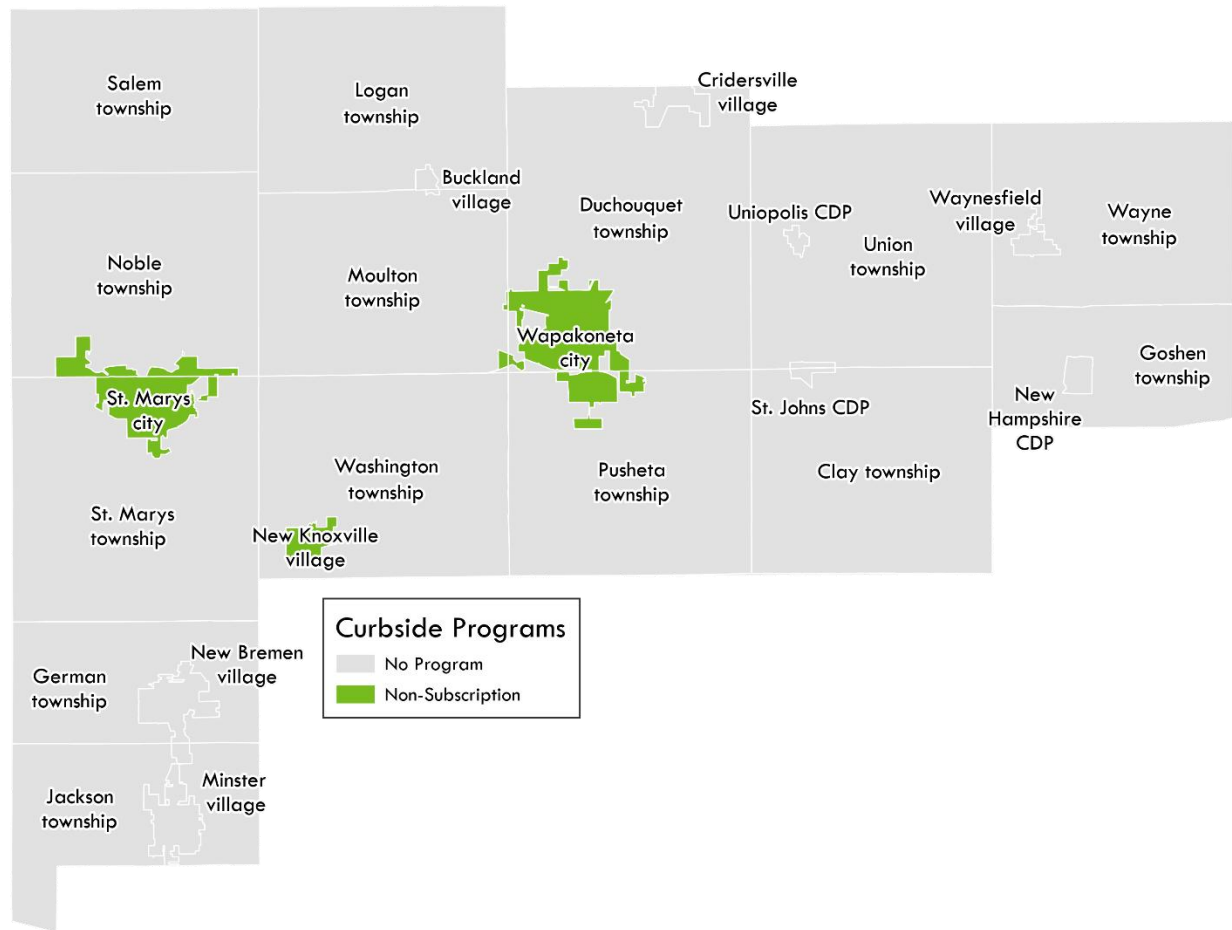 Salem
township
Logan
township
Cridersville
village
Buckland
village
Duchouquet
township
Uniopolis CDP
Waynesfield
village
Wayne
township
Union
township
Noble
township
Moulton
township
Wapakoneta
city
Goshen
township
St. Marys
city
St. Johns CDP
New
Hampshire
CDP
Washington
township
Pusheta
township
Clay township
St. Marys
township
New Knoxville
village
Curbside Programs
No Program
Non-Subscription
New Bremen
village
German
township
Minster
village
Jackson
township